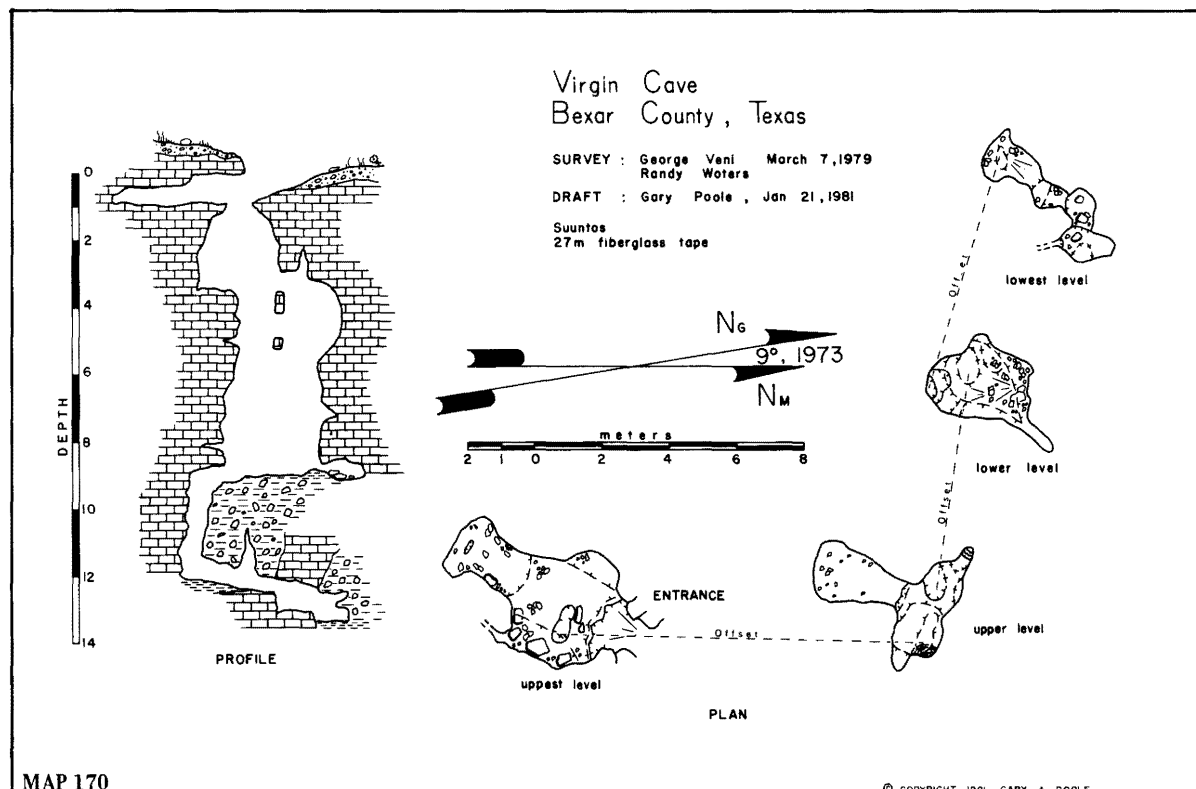 Virgin Cave
Bexar County, Texas
SURVEY : George Veni March 7, 1979
Randy Waters
DRAFT : Gary Poole, Jan 21, 1981
Suuntos
27m fiberglass tape
DEPTH
0
2
4
6
8
10
12
14
PROFILE
NG
9°, 1973
NM
meters
2 1 0 2 4 6 8
lowest level
Offset
lower level
Offset
upper level
ENTRANCE
Offset
uppest level
PLAN
MAP 170
© COPYRIGHT GARY A. POOLE